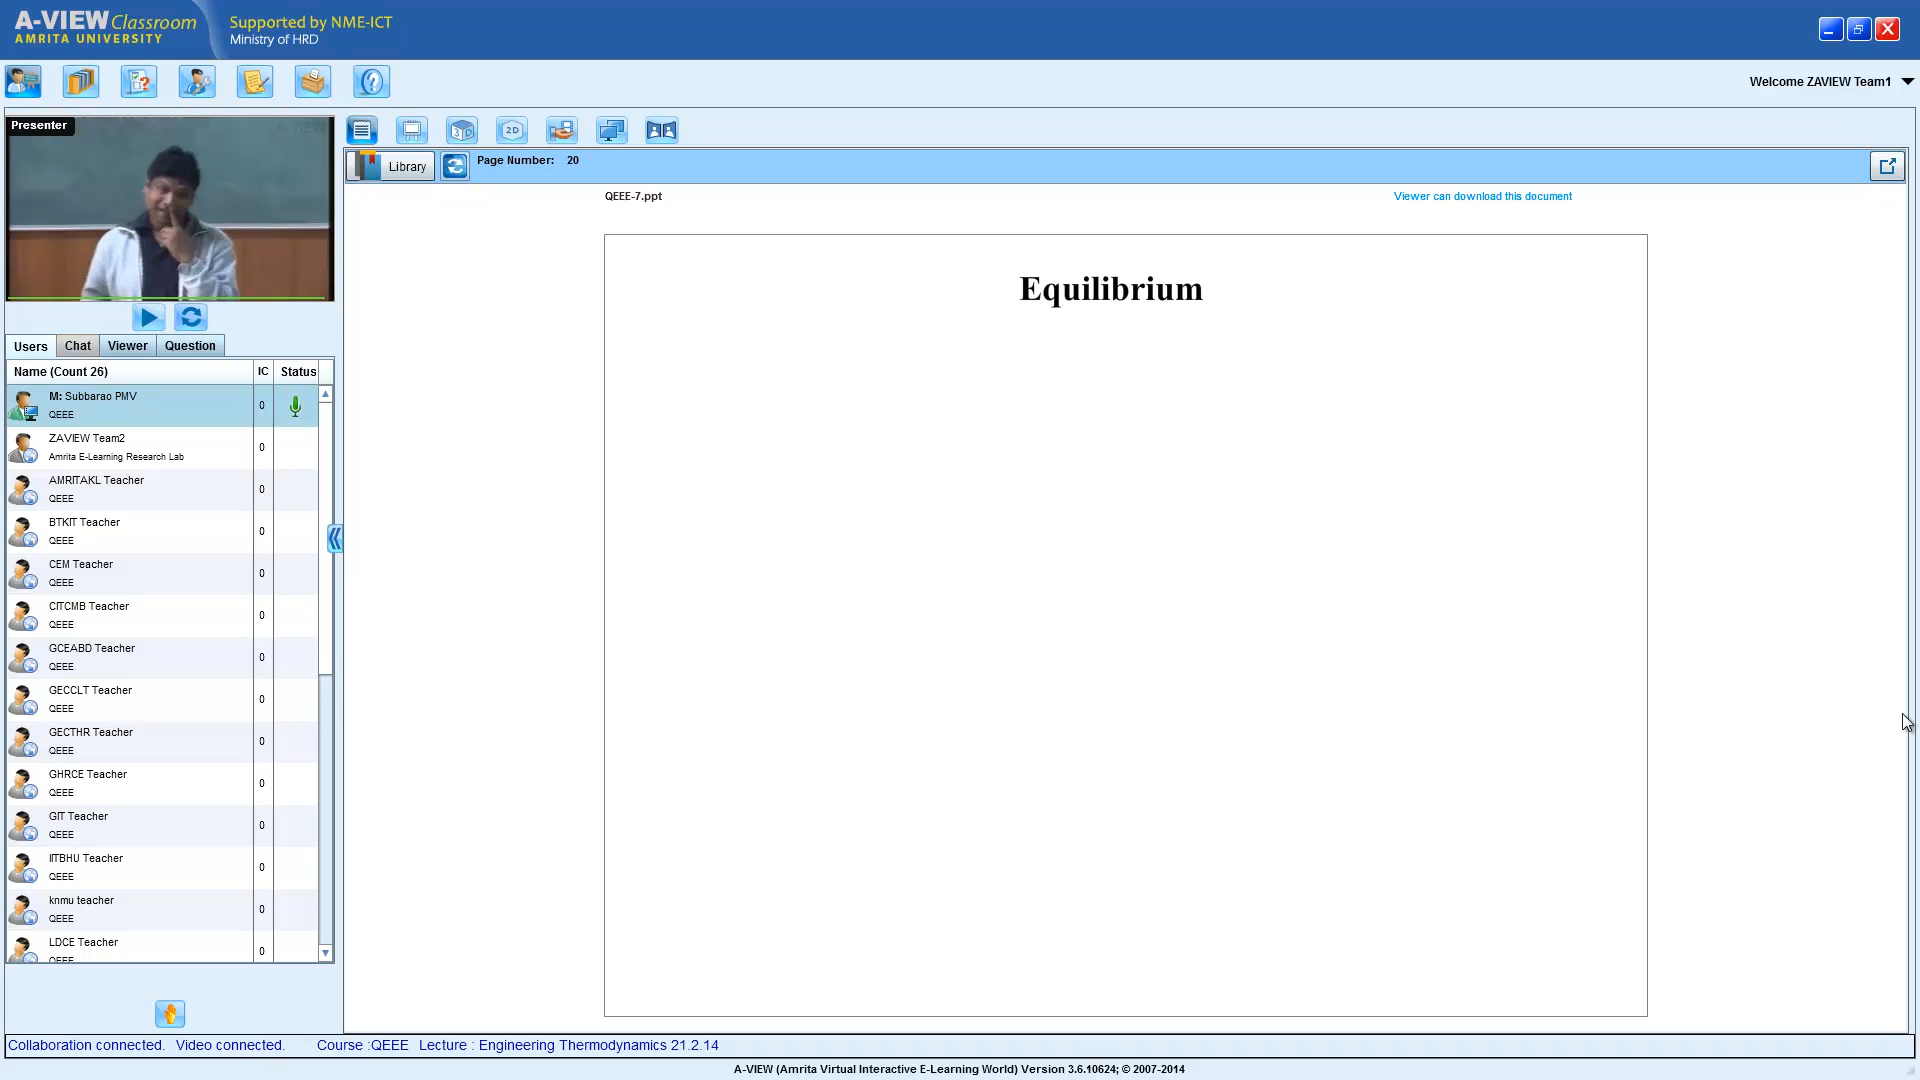 A-VIEW Classroom
AMRITA UNIVERSITY
Supported by NME-ICT
Ministry of HRD
Welcome ZAVIEW Team1
Presenter
A-VIEW
3D
2D
Library
Page Number: 20
QEEE-7.ppt
Viewer can download this document
Equilibrium
Users
Chat
Viewer
Question
Name (Count 26)
IC
Status
M: Subbarao PMV
QEEE
0
ZAVIEW Team2
Amrita E-Learning Research Lab
0
AMRITAKL Teacher
QEEE
0
BTKIT Teacher
QEEE
0
CEM Teacher
QEEE
0
CITCMB Teacher
QEEE
0
GCEABD Teacher
QEEE
0
GECCLT Teacher
QEEE
0
GECTHR Teacher
QEEE
0
GHRCE Teacher
QEEE
0
GIT Teacher
QEEE
0
IITBHU Teacher
QEEE
0
knmu teacher
QEEE
0
LDCE Teacher
QEEE
0
Collaboration connected. Video connected. Course :QEEE Lecture : Engineering Thermodynamics 21.2.14
A-VIEW (Amrita Virtual Interactive E-Learning World) Version 3.6.10624; © 2007-2014